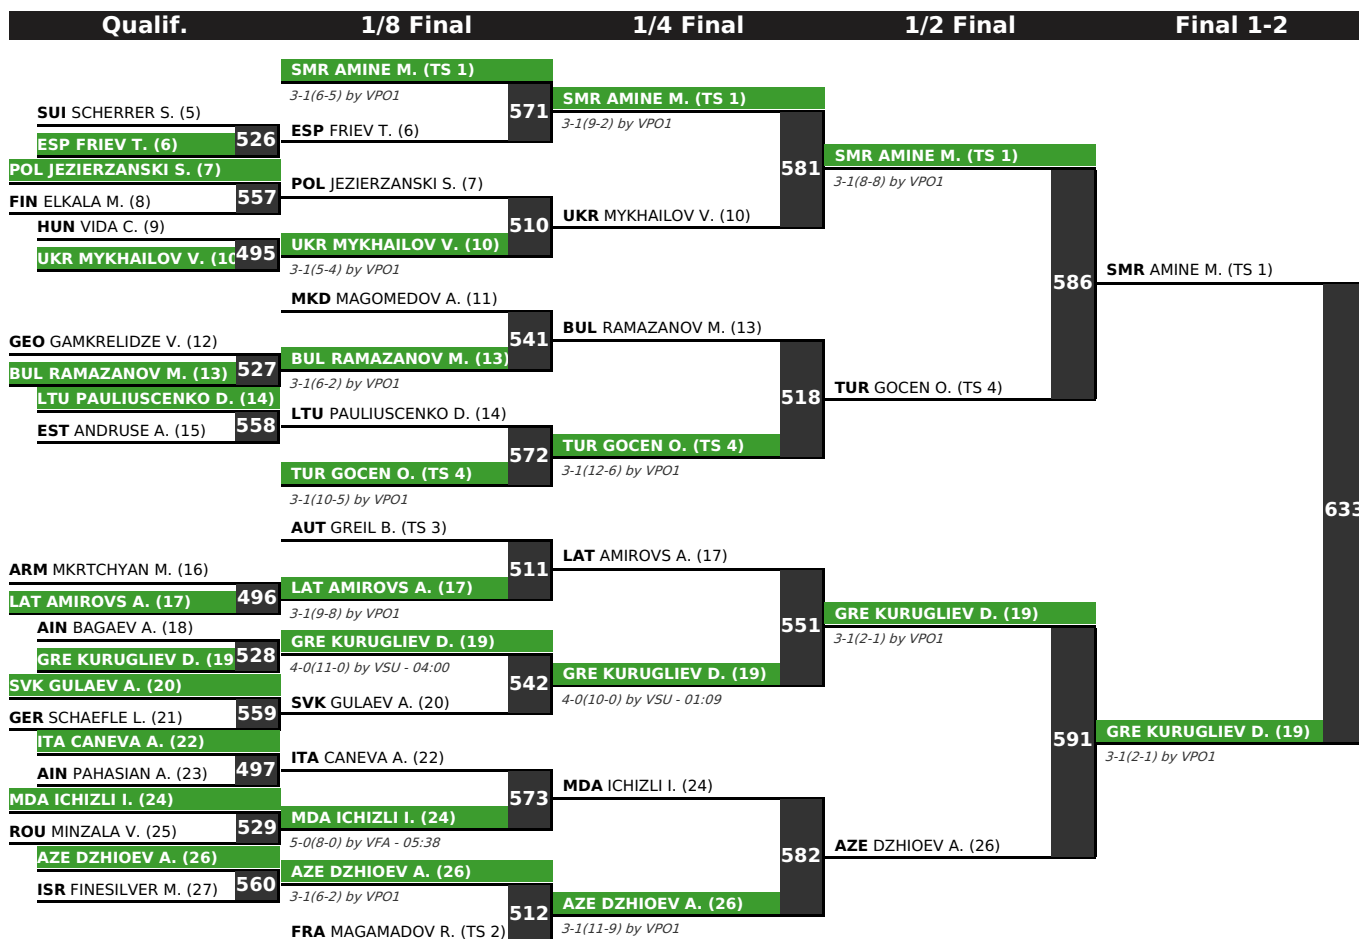 Qualif.
1/8 Final
1/4 Final
1/2 Final
Final 1-2
SUI SCHERRER S. (5)
ESP FRIEV T. (6)
526
POL JEZIERZANSKI S. (7)
FIN ELKALA M. (8)
557
HUN VIDA C. (9)
UKR MYKHAILOV V. (10
495
GEO GAMKRELIDZE V. (12)
BUL RAMAZANOV M. (13)
527
LTU PAULIUSCENKO D. (14)
EST ANDRUSE A. (15)
558
ARM MKRTCHYAN M. (16)
LAT AMIROVS A. (17)
496
AIN BAGAEV A. (18)
GRE KURUGLIEV D. (19
528
SVK GULAEV A. (20)
GER SCHAEFLE L. (21)
559
ITA CANEVA A. (22)
AIN PAHASIAN A. (23)
497
MDA ICHIZLI I. (24)
ROU MINZALA V. (25)
529
AZE DZHIOEV A. (26)
ISR FINESILVER M. (27)
560
SMR AMINE M. (TS 1)
3-1(6-5) by VPO1
ESP FRIEV T. (6)
571
POL JEZIERZANSKI S. (7)
UKR MYKHAILOV V. (10)
3-1(5-4) by VPO1
510
MKD MAGOMEDOV A. (11)
BUL RAMAZANOV M. (13)
3-1(6-2) by VPO1
541
LTU PAULIUSCENKO D. (14)
TUR GOCEN O. (TS 4)
3-1(10-5) by VPO1
572
AUT GREIL B. (TS 3)
LAT AMIROVS A. (17)
3-1(9-8) by VPO1
511
GRE KURUGLIEV D. (19)
4-0(11-0) by VSU - 04:00
SVK GULAEV A. (20)
542
ITA CANEVA A. (22)
MDA ICHIZLI I. (24)
5-0(8-0) by VFA - 05:38
573
AZE DZHIOEV A. (26)
3-1(6-2) by VPO1
FRA MAGAMADOV R. (TS 2)
512
SMR AMINE M. (TS 1)
3-1(9-2) by VPO1
UKR MYKHAILOV V. (10)
581
BUL RAMAZANOV M. (13)
TUR GOCEN O. (TS 4)
3-1(12-6) by VPO1
518
LAT AMIROVS A. (17)
GRE KURUGLIEV D. (19)
4-0(10-0) by VSU - 01:09
551
MDA ICHIZLI I. (24)
AZE DZHIOEV A. (26)
3-1(11-9) by VPO1
582
SMR AMINE M. (TS 1)
3-1(8-8) by VPO1
TUR GOCEN O. (TS 4)
586
GRE KURUGLIEV D. (19)
3-1(2-1) by VPO1
AZE DZHIOEV A. (26)
591
SMR AMINE M. (TS 1)
GRE KURUGLIEV D. (19)
3-1(2-1) by VPO1
633